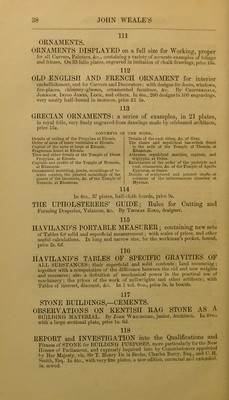 38 JOHN WEALE'S
111
ORNAMENTS.
ORNAMENTS DISPLAYED on a full size for Working, proper
for all Carvers, Painters, &c., containing a variety of accurate examples of foliage
and friezes. On 33 folio plates, engraved in imitation of chalk drawings, price 15s.
112
OLD ENGLISH AND FRENCH ORNAMENT for interior
embellishment, and for Carvers and Decorators; with designs for doors, windows,
fire-places, chimney-glasses, ornamented furniture, &c. By CHIPPENDALE,
JOHNSON, INIGO JONES, LOCK, and others. In 4to., 200 designs in 100 engravings,
very neatly half-bound in morocco, price £1 5s.
113
GRECIAN ORNAMENTS: a series of examples, in 21 plates,
in royal folio, very finely engraved from drawings made by celebrated architects,
price 15s.
CONTENTS OF THE WORK.
114
In 8vo., 37 plates, half-cloth boards, price 9s.
THE UPHOLSTERERS' GUIDE; Rules for Cutting and
Forming Draperies, Valances, &c. By THOMAS KING, designer.
115
HAVILAND'S PORTABLE MEASURER; containing sets
of Tables for solid and superficial measurement; with scales of prices, and other
useful calculations. In long and narrow size, for the workman's pocket, bound,
price 2s. 6d.
116
HAVILAND'S TABLES OF SPECIFIC GRAVITIES OF
ALL SUBSTANCES; their superficial and solid contents; land measuring;
together with a computation of the difference between the old and new weights
and measures; also a definition of mechanical power in the practical use of
machinery; the prices of the work of millwrights and other artificers; with
Tables of interest, discount, &c. In 1 vol. 8vo., price 5s. in boards.
117
STONE BUILDINGS,—CEMENTS.
OBSERVATIONS ON KENTISH RAG STONE AS A
BUILDING MATERIAL. By JOHN WHICHCORD, junior, Architect. In 4to.,
with a large sectional plate, price 1s. 6d.
118
REPORT and INVESTIGATION into the Qualifications and
Fitness of STONE for BUILDING PURPOSES, more particularly for the New
Houses of Parliament, and expressly inquired into by Commissioners appointed
by Her Majesty, viz. Sir T. Henry De la Beche, Charles Barry, Esq., and C. H.
Smith, Esq. In 4to., with very fine plates, a new edition, corrected and extended.
2s. sewed.